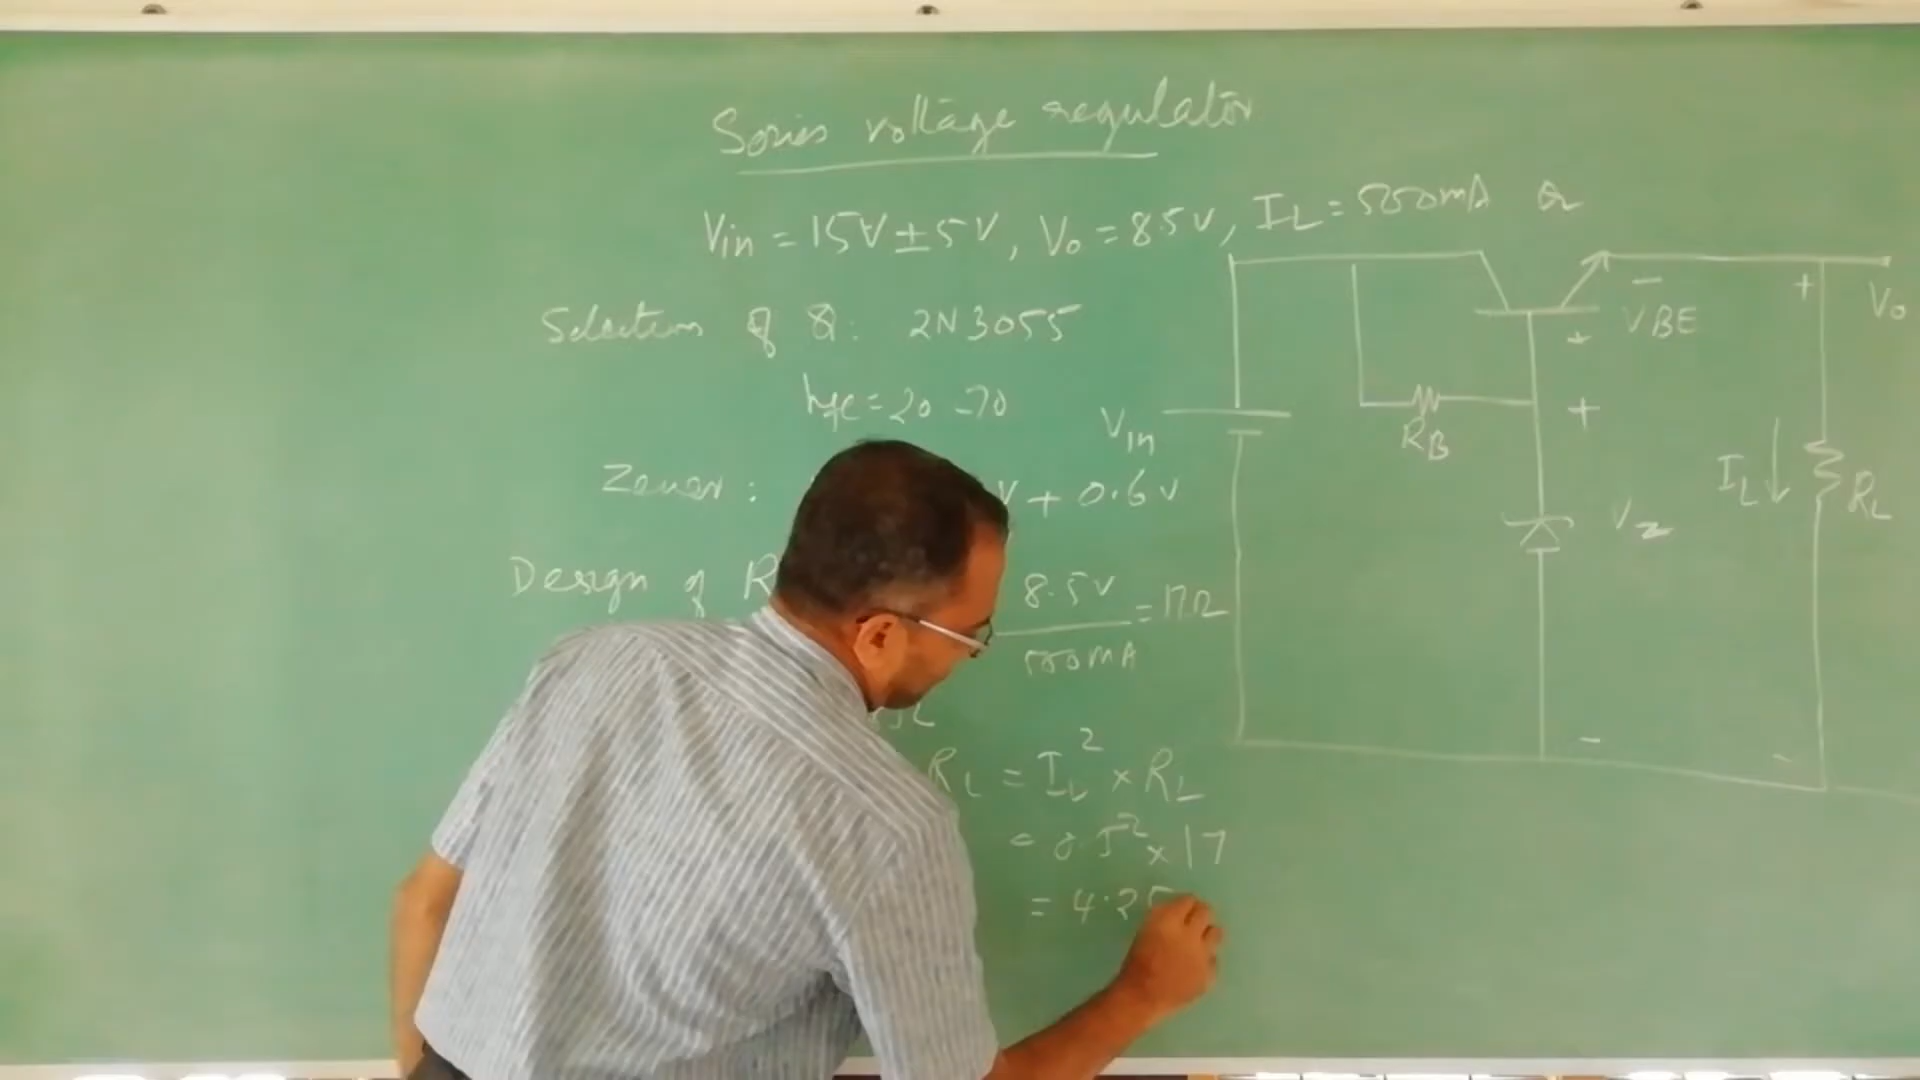 Series voltage regulator
Vin = 15V ± 5V, Vo = 8.5V, IL = 500mA or
Selection of Q: 2N3055
hfe = 20 - 70
Zener : V + 0.6V
Design of R 8.5V = 17Ω
500mA
RL = IL² × RL
= 0.5² × 17
= 4.25
Vin
RB
- VBE +
+ Vz -
IL
RL
+ Vo -